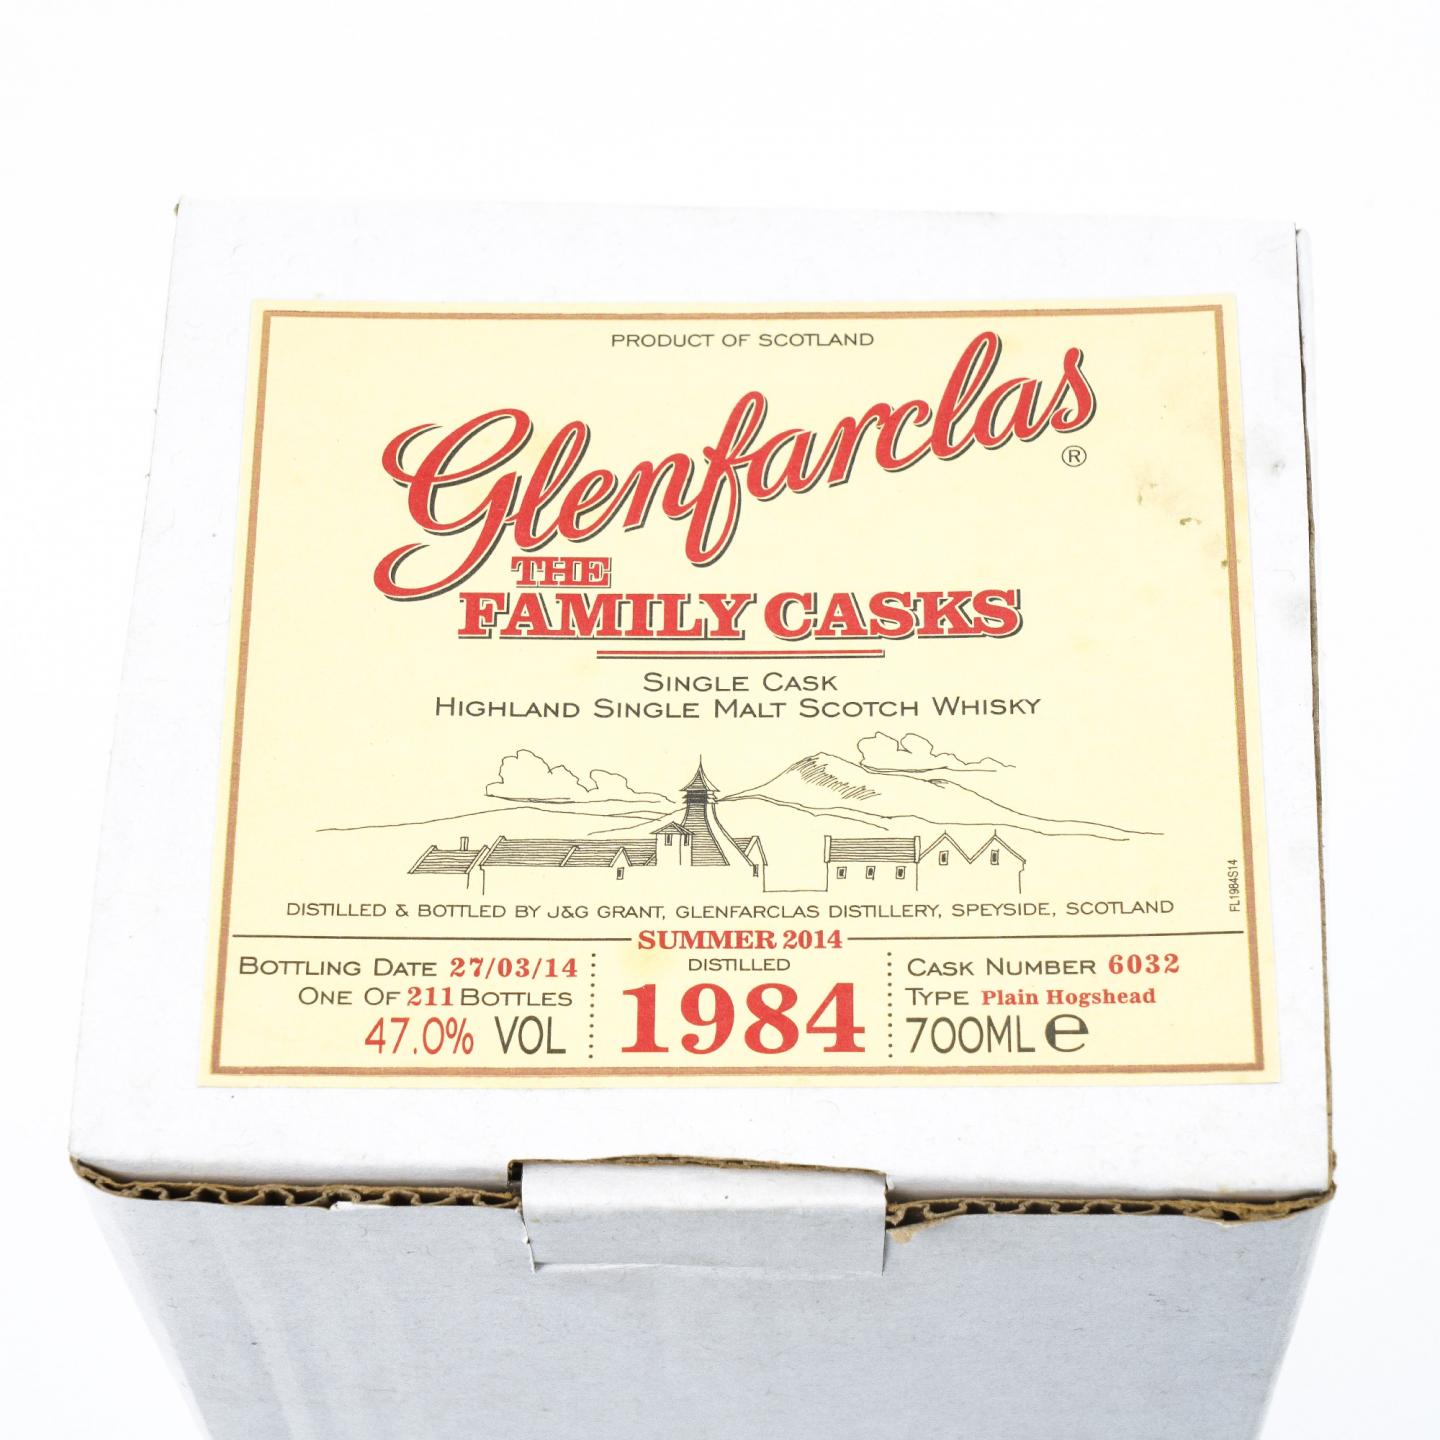 PRODUCT OF SCOTLAND
Glenfarclas
®
THE
FAMILY CASKS
SINGLE CASK
HIGHLAND SINGLE MALT SCOTCH WHISKY
FL1984S14
DISTILLED & BOTTLED BY J&G GRANT, GLENFARCLAS DISTILLERY, SPEYSIDE, SCOTLAND
SUMMER 2014
BOTTLING DATE 27/03/14
ONE OF 211 BOTTLES
47.0% VOL
DISTILLED
1984
CASK NUMBER 6032
TYPE Plain Hogshead
700ML ℮